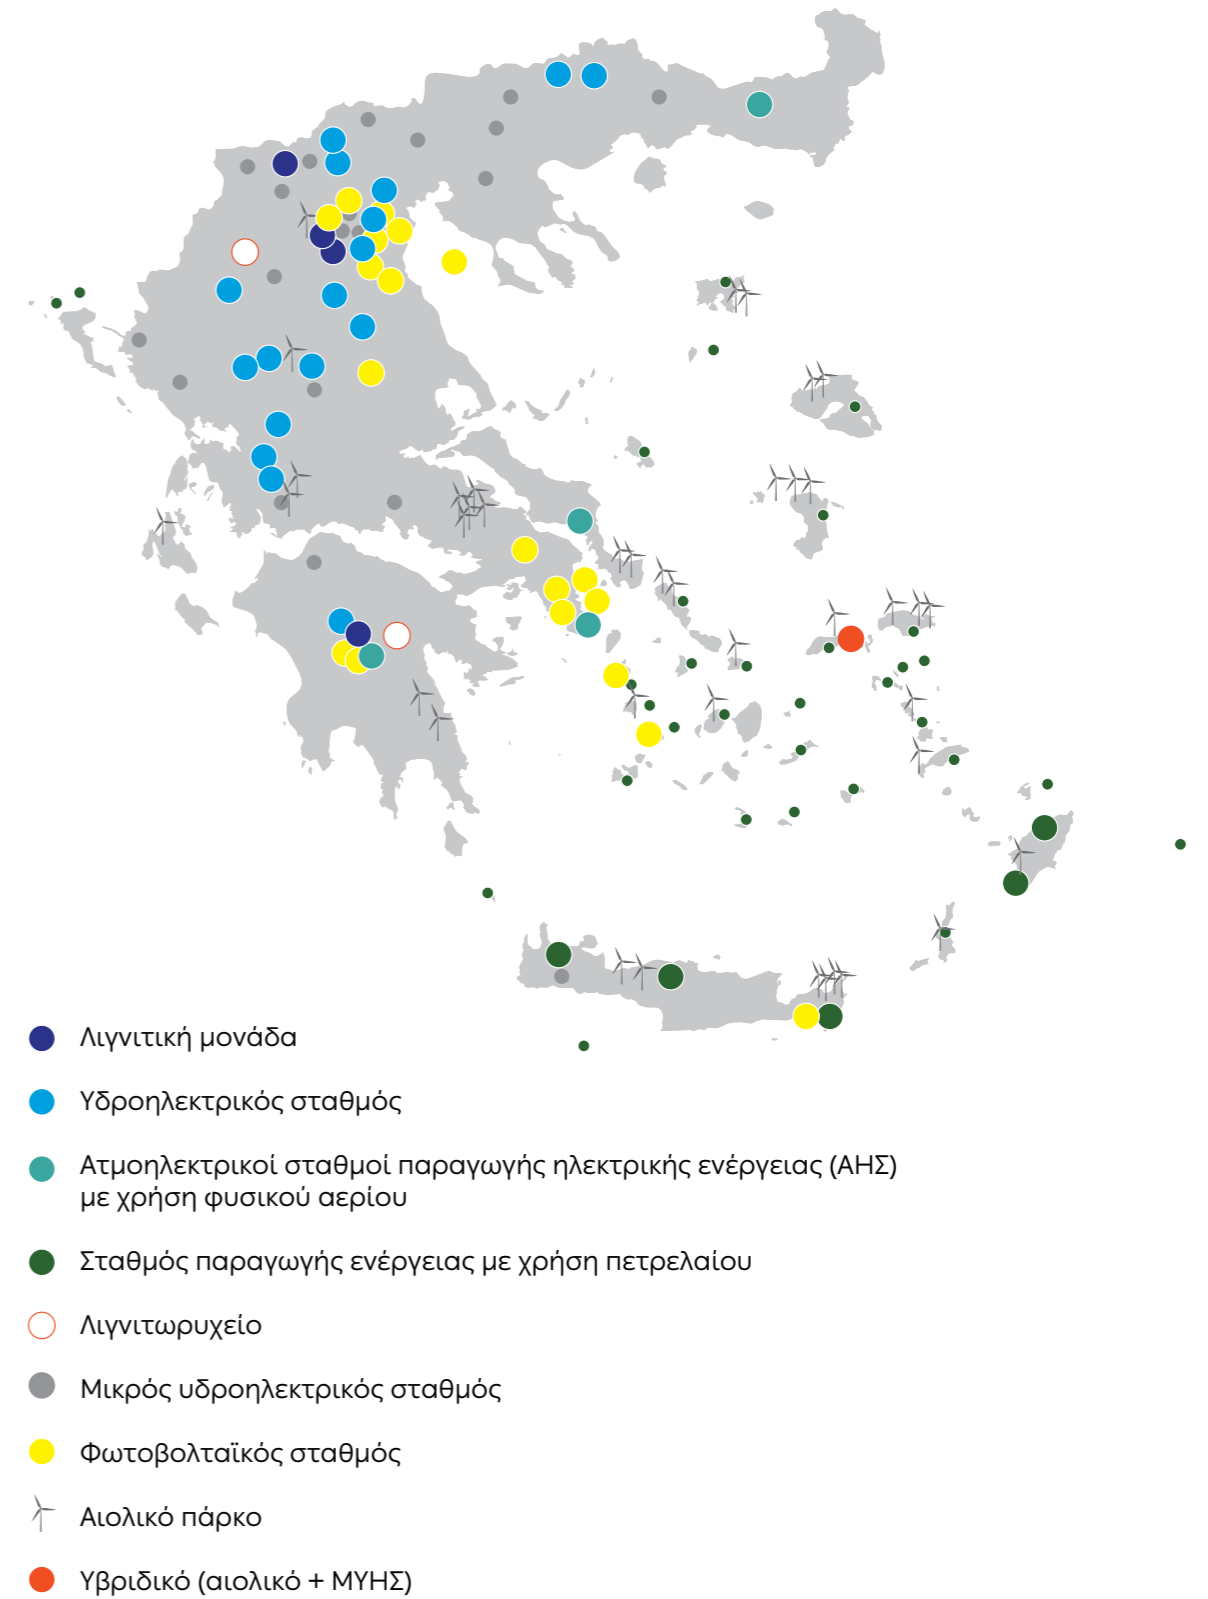 Λιγνιτική μονάδα
Υδροηλεκτρικός σταθμός
Ατμοηλεκτρικοί σταθμοί παραγωγής ηλεκτρικής ενέργειας (ΑΗΣ)
με χρήση φυσικού αερίου
Σταθμός παραγωγής ενέργειας με χρήση πετρελαίου
Λιγνιτωρυχείο
Μικρός υδροηλεκτρικός σταθμός
Φωτοβολταϊκός σταθμός
Αιολικό πάρκο
Υβριδικό (αιολικό + ΜΥΗΣ)